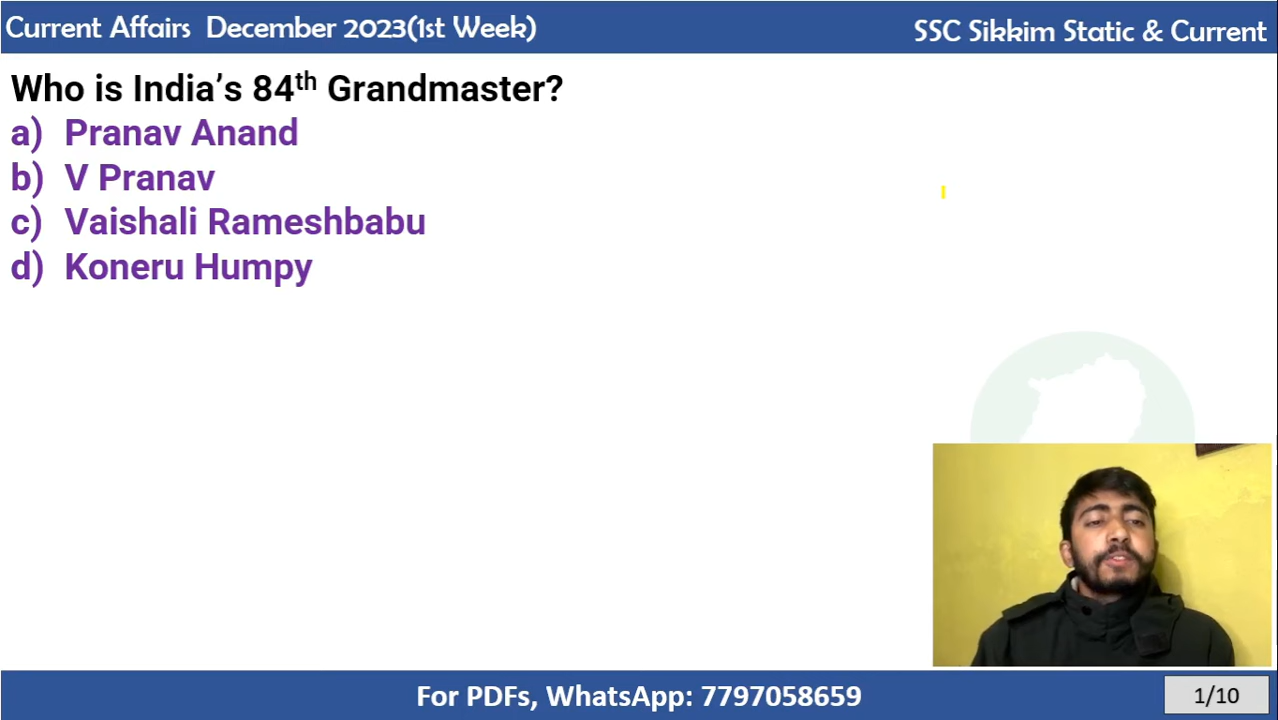 Current Affairs December 2023(1st Week)
SSC Sikkim Static & Current
Who is India's 84th Grandmaster?
a) Pranav Anand
b) V Pranav
c) Vaishali Rameshbabu
d) Koneru Humpy
For PDFs, WhatsApp: 7797058659
1/10